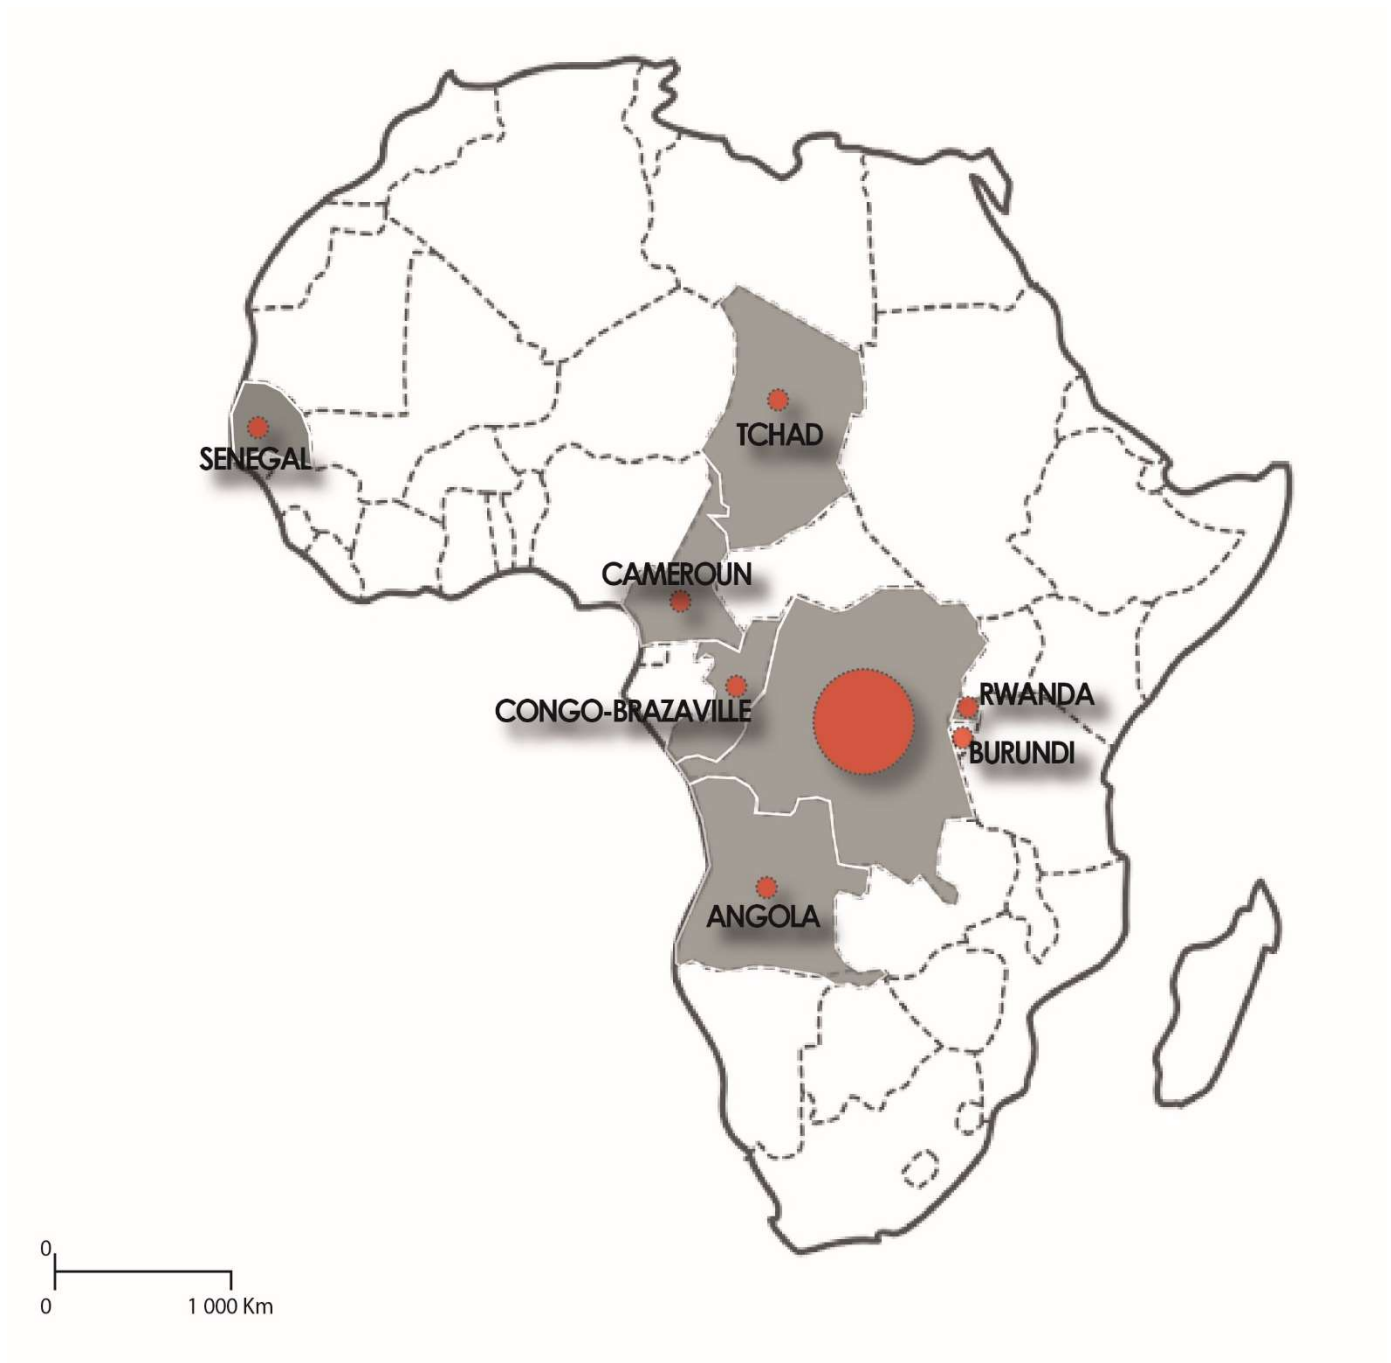 TCHAD
SENEGAL
CAMEROUN
RWANDA
CONGO-BRAZAVILLE
BURUNDI
ANGOLA
0
0 1 000 Km